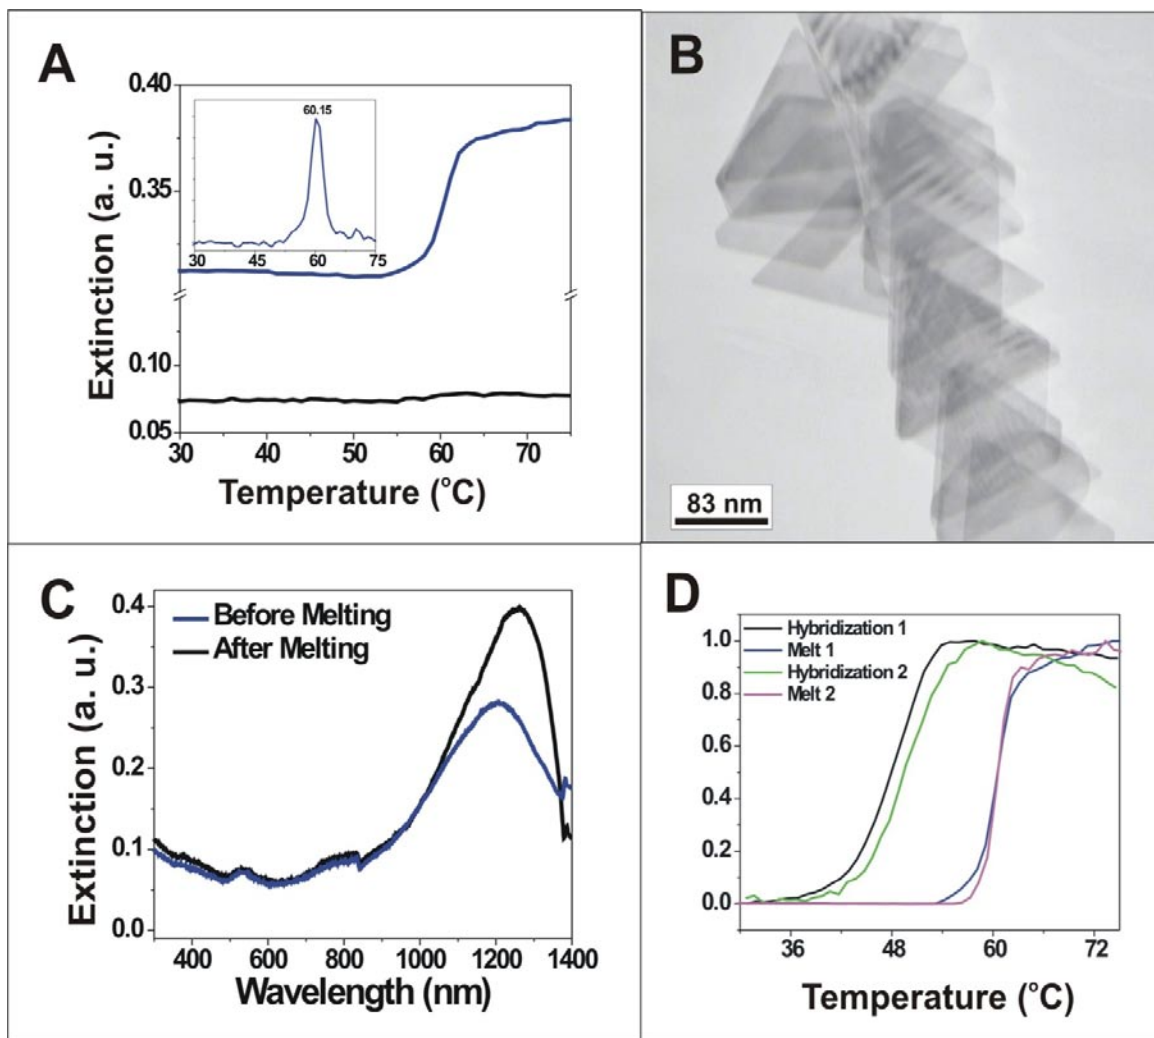 A
0.40
0.35
0.10
0.05
Extinction (a. u.)
60.15
30 45 60 75
30 40 50 60 70
Temperature (°C)
B
83 nm
C
Before Melting
After Melting
0.4
0.3
0.2
0.1
0.0
Extinction (a. u.)
400 600 800 1000 1200 1400
Wavelength (nm)
D
Hybridization 1
Melt 1
Hybridization 2
Melt 2
1.0
0.8
0.6
0.4
0.2
0.0
36 48 60 72
Temperature (°C)